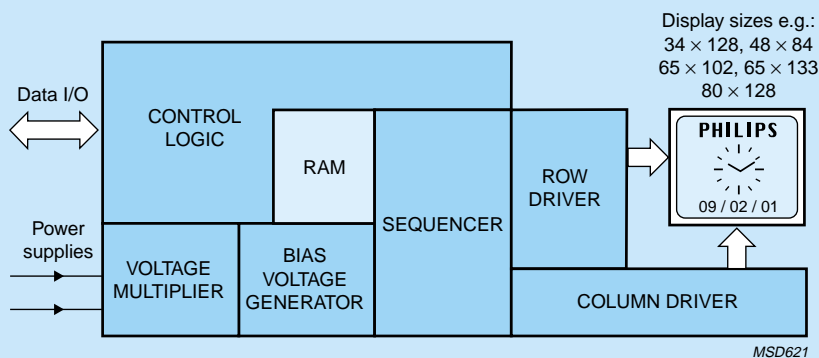 Display sizes e.g.:
34 × 128, 48 × 84
65 × 102, 65 × 133
80 × 128
Data I/O
CONTROL
LOGIC
RAM
SEQUENCER
ROW
DRIVER
PHILIPS
09 / 02 / 01
Power
supplies
VOLTAGE
MULTIPLIER
BIAS
VOLTAGE
GENERATOR
COLUMN DRIVER
MSD621